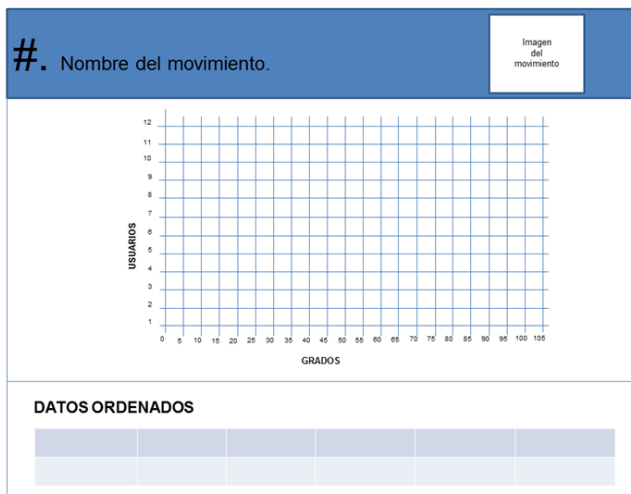 #. Nombre del movimiento.
Imagen
del
movimiento
12
11
10
9
8
7
6
5
4
3
2
1
USUARIOS
0 5 10 15 20 25 30 35 40 45 50 55 60 65 70 75 80 85 90 95 100 105
GRADOS
DATOS ORDENADOS